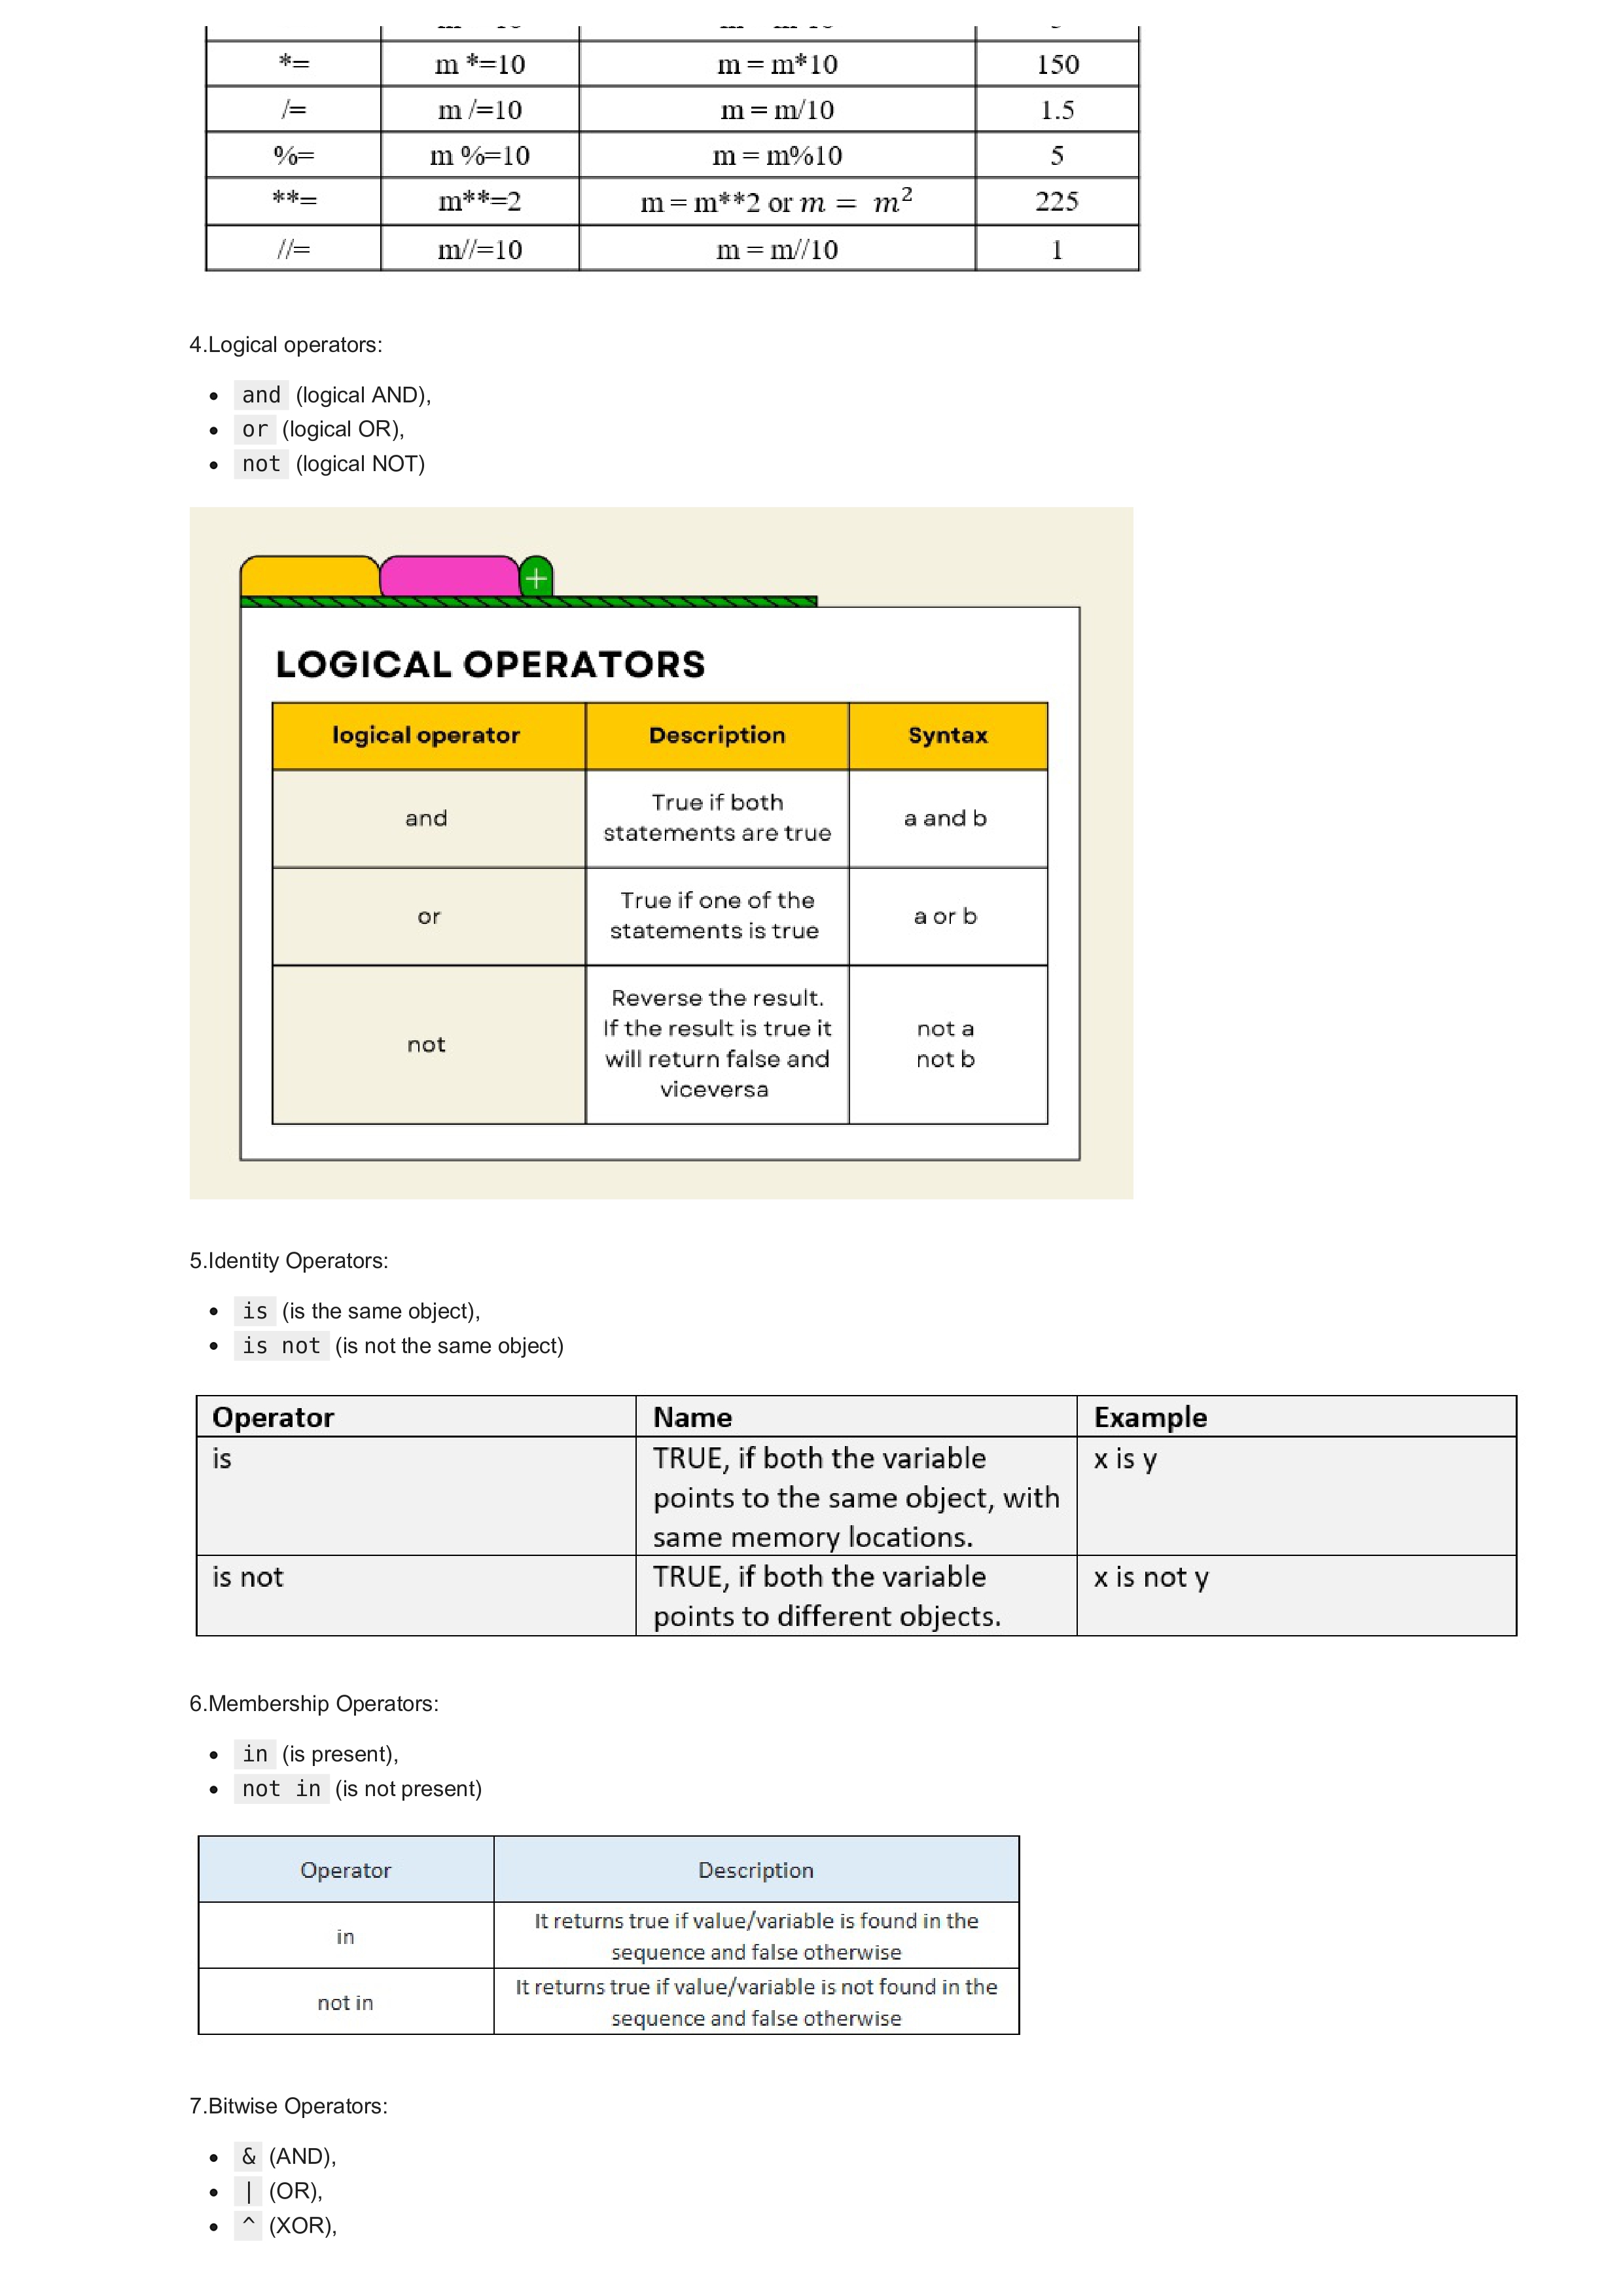 *= m *=10 m = m*10 150
/= m /=10 m = m/10 1.5
%= m %=10 m = m%10 5
**= m**=2 m = m**2 or m = m² 225
//= m//=10 m = m//10 1
4.Logical operators:
• and (logical AND),
• or (logical OR),
• not (logical NOT)
+
LOGICAL OPERATORS
logical operator Description Syntax
and True if both statements are true a and b
or True if one of the statements is true a or b
not Reverse the result. If the result is true it will return false and viceversa not a not b
5.Identity Operators:
• is (is the same object),
• is not (is not the same object)
Operator Name Example
is TRUE, if both the variable points to the same object, with same memory locations. x is y
is not TRUE, if both the variable points to different objects. x is not y
6.Membership Operators:
• in (is present),
• not in (is not present)
Operator Description
in It returns true if value/variable is found in the sequence and false otherwise
not in It returns true if value/variable is not found in the sequence and false otherwise
7.Bitwise Operators:
• & (AND),
• | (OR),
• ^ (XOR),